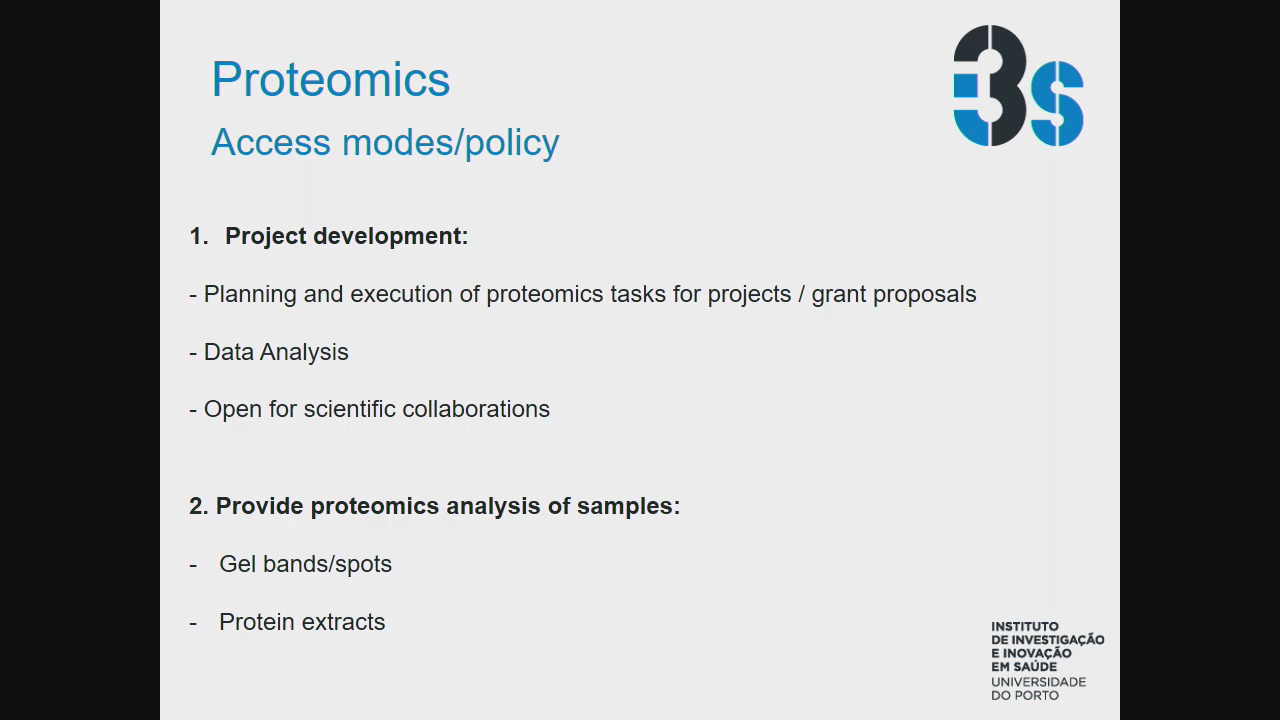 Proteomics
Access modes/policy
3s
1. Project development:
- Planning and execution of proteomics tasks for projects / grant proposals
- Data Analysis
- Open for scientific collaborations
2. Provide proteomics analysis of samples:
- Gel bands/spots
- Protein extracts
INSTITUTO
DE INVESTIGAÇÃO
E INOVAÇÃO
EM SAÚDE
UNIVERSIDADE
DO PORTO